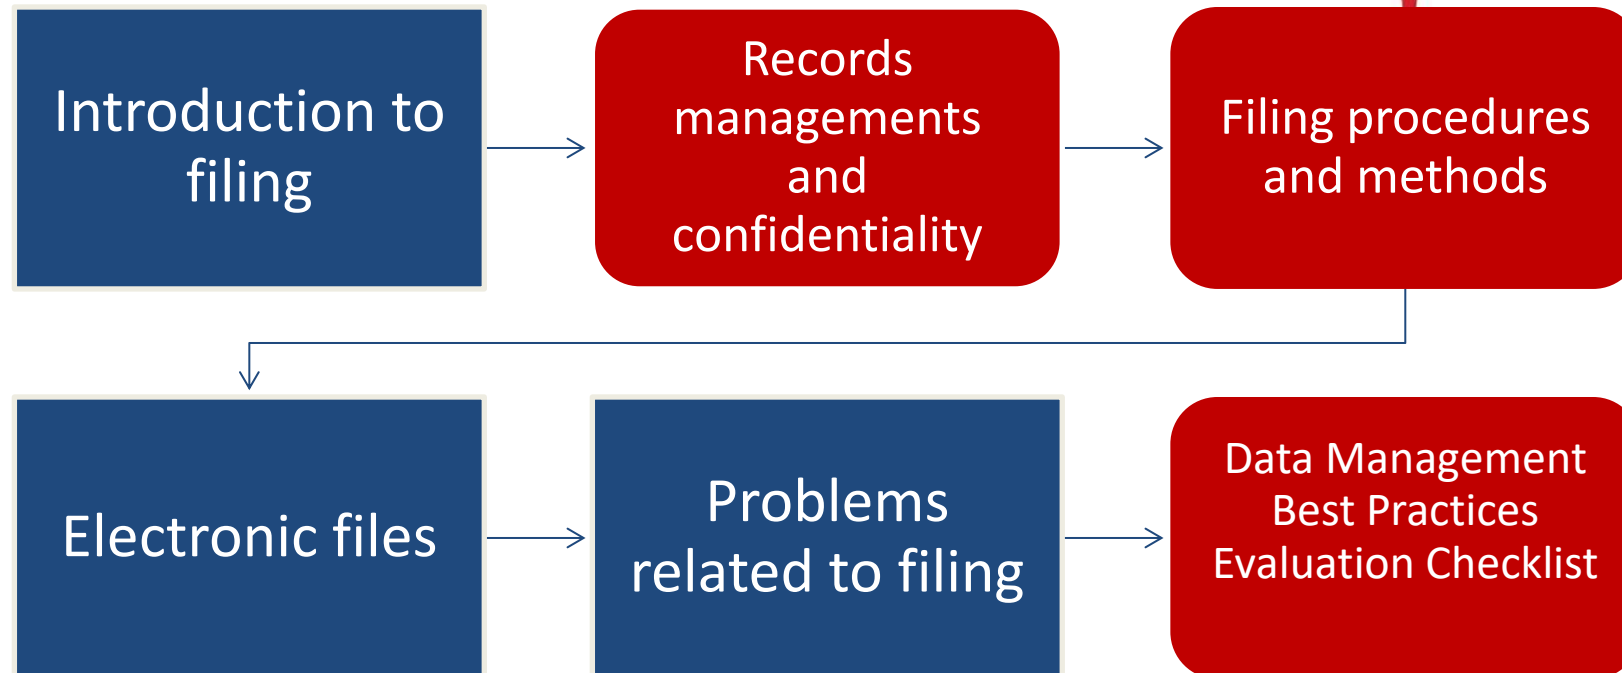 Introduction to
filing
Records
managements
and
confidentiality
Filing procedures
and methods
Electronic files
Problems
related to filing
Data Management
Best Practices
Evaluation Checklist